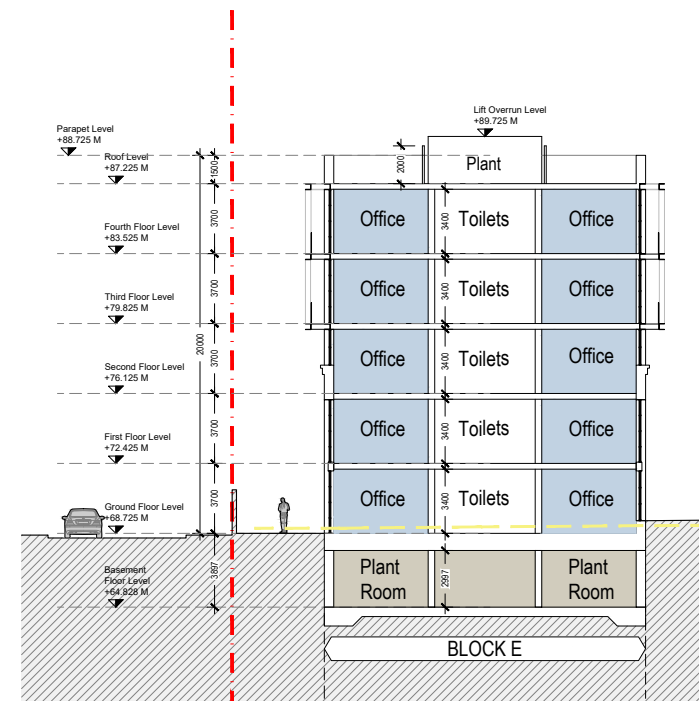 Lift Overrun Level
+89.725 M
Parapet Level
+88.725 M
Roof Level
+87.225 M
1500
2000
Plant
3700
3400
Office Toilets Office
Fourth Floor Level
+83.525 M
3700
3400
Office Toilets Office
Third Floor Level
+79.825 M
20000
3700
3400
Office Toilets Office
Second Floor Level
+76.125 M
3700
3400
Office Toilets Office
First Floor Level
+72.425 M
3700
3400
Office Toilets Office
Ground Floor Level
+68.725 M
3897
2997
Plant Plant
Room Room
Basement
Floor Level
+64.828 M
BLOCK E